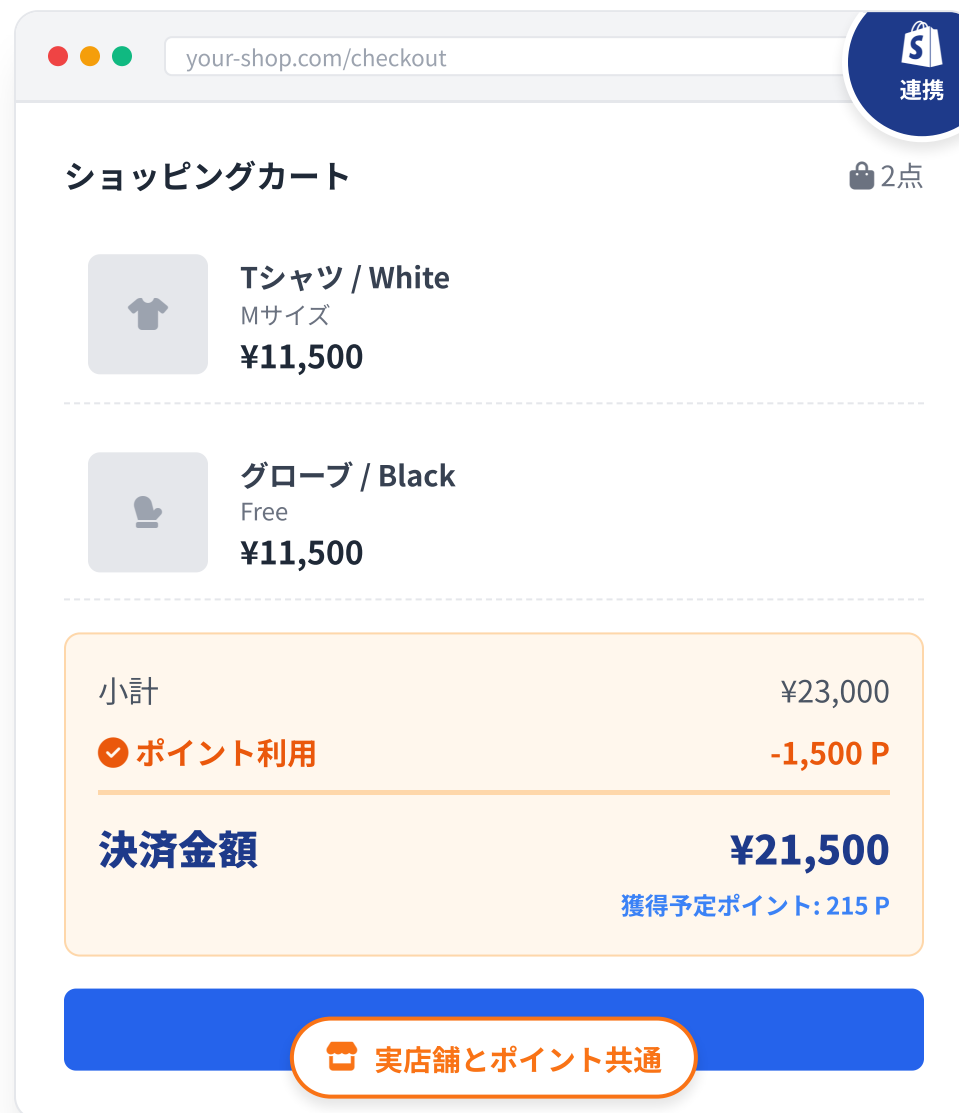 your-shop.com/checkout
S
連携
ショッピングカート
2点
Tシャツ / White
Mサイズ
¥11,500
グローブ / Black
Free
¥11,500
小計 ¥23,000
ポイント利用 -1,500 P
決済金額 ¥21,500
獲得予定ポイント: 215 P
実店舗とポイント共通